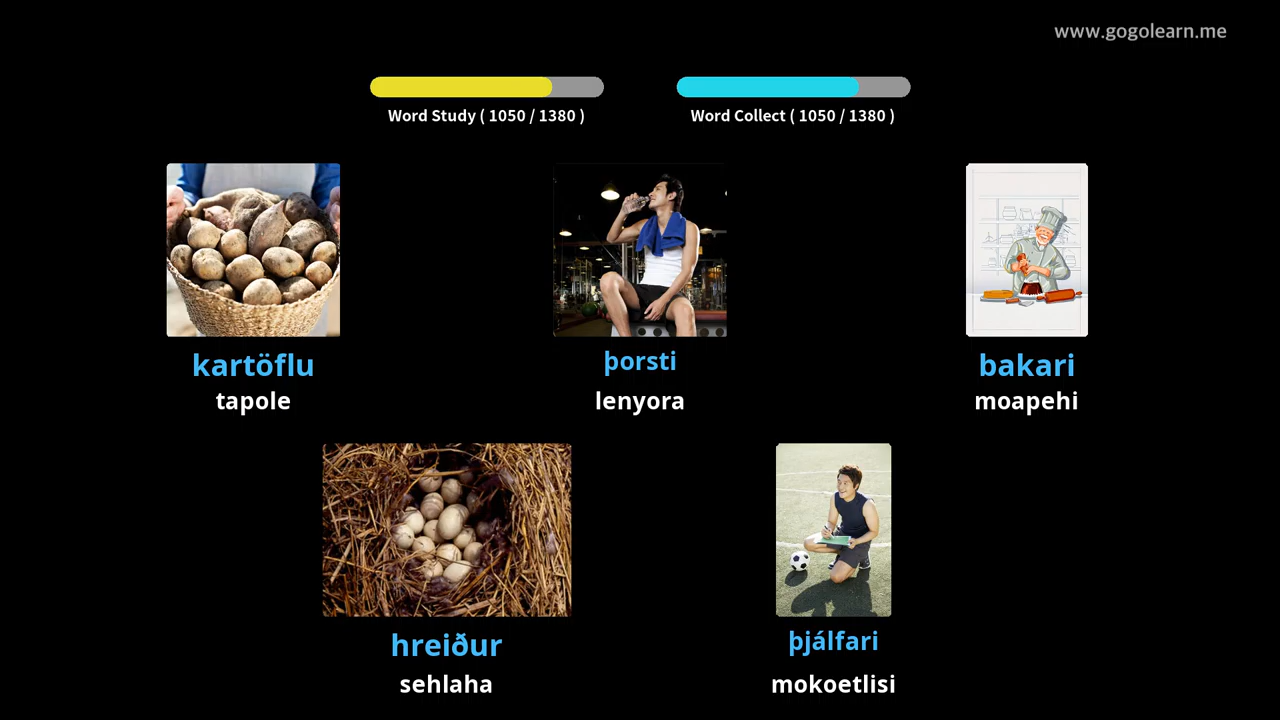 www.gogolearn.me
Word Study ( 1050 / 1380 )
Word Collect ( 1050 / 1380 )
kartöflu
tapole
þorsti
lenyora
bakari
moapehi
hreiður
sehlaha
þjálfari
mokoetlisi